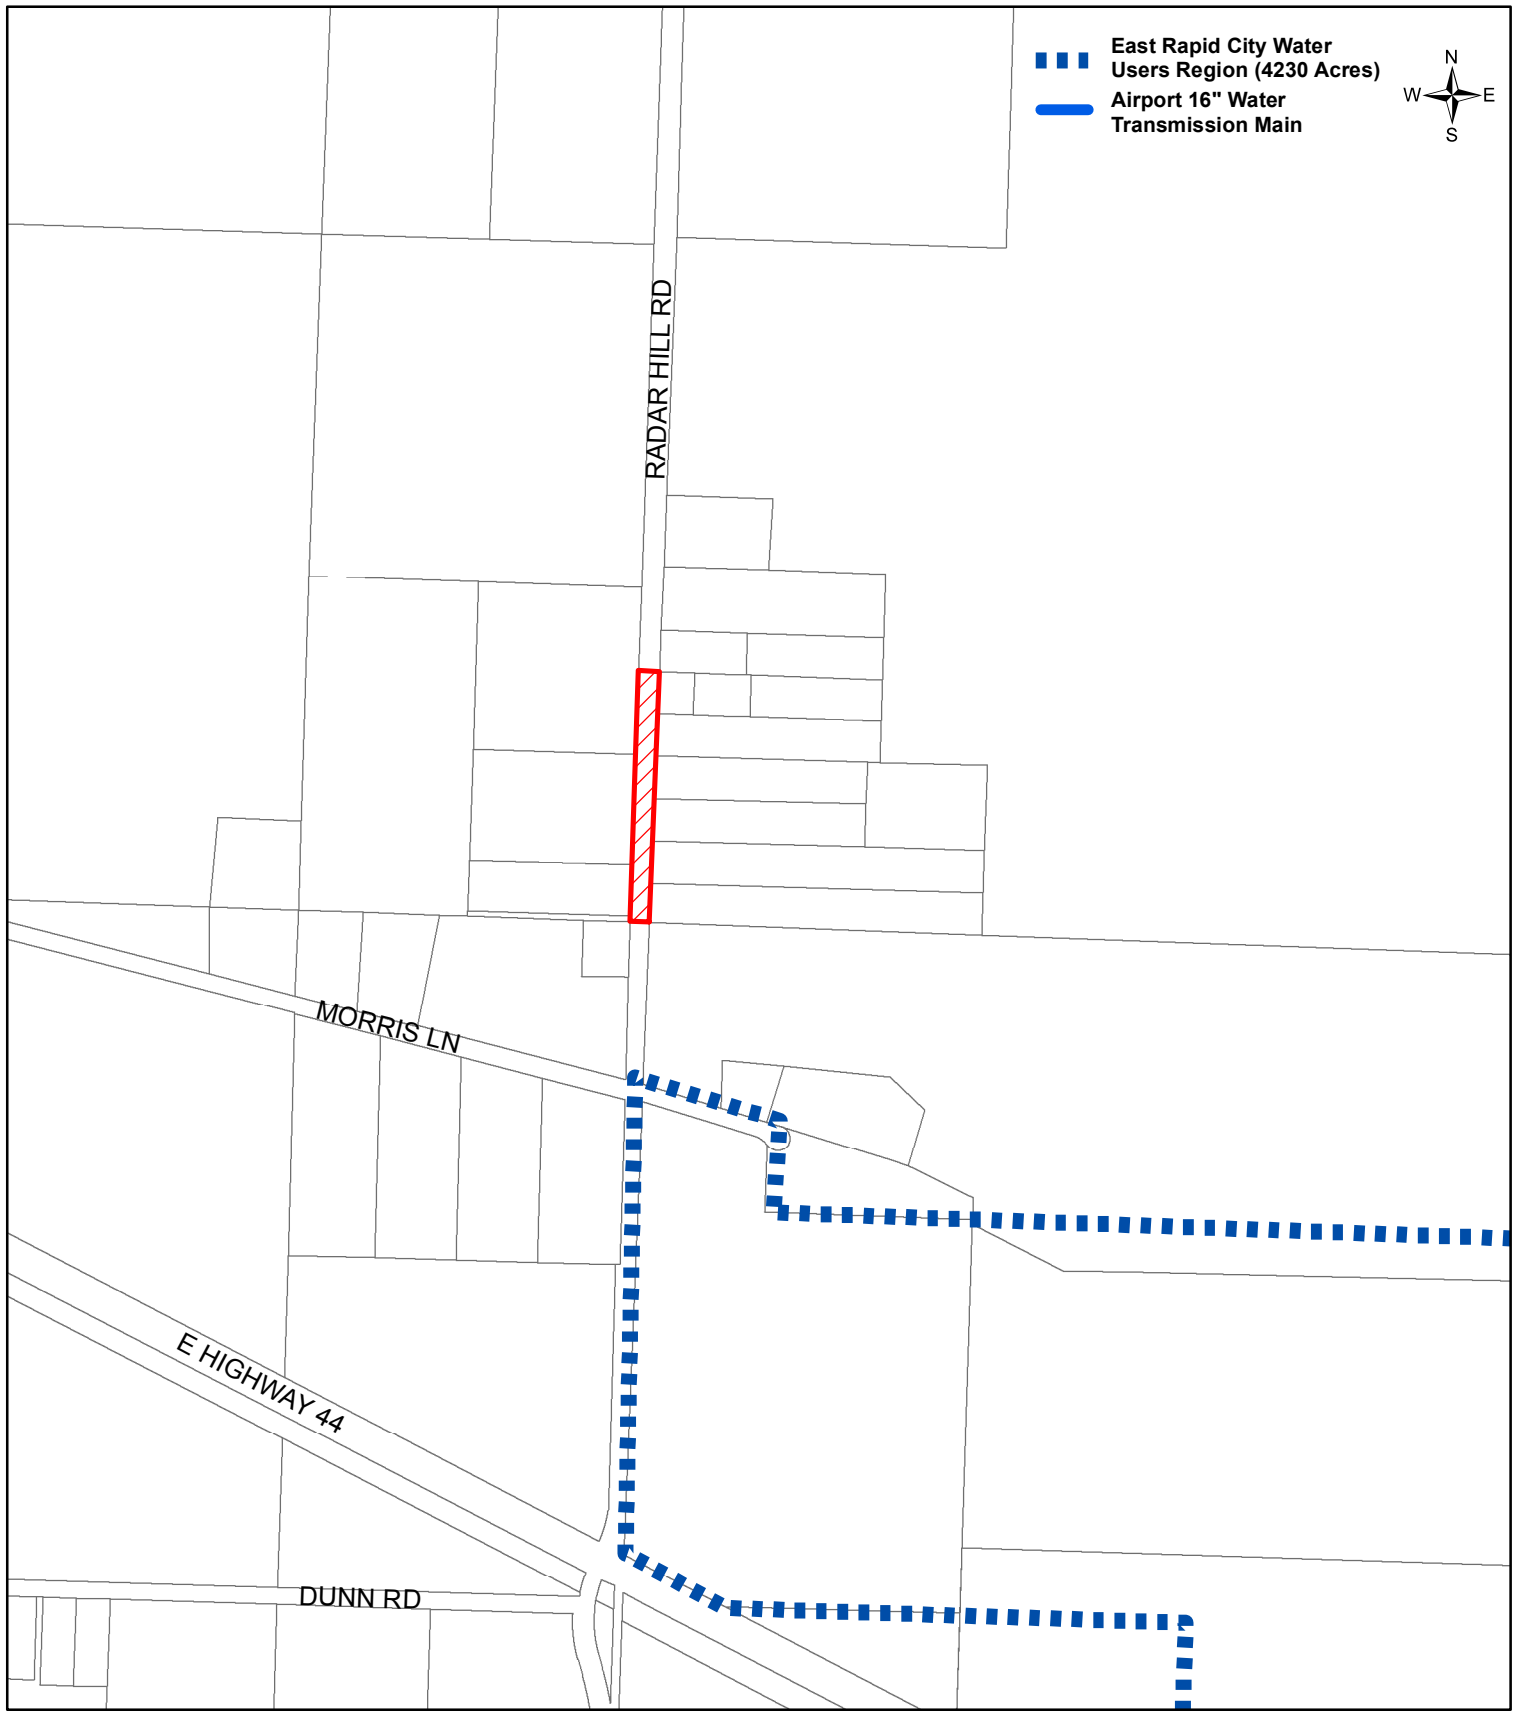 East Rapid City Water
Users Region (4230 Acres)
Airport 16" Water
Transmission Main
N
W
E
S
RADAR HILL RD
MORRIS LN
E HIGHWAY 44
DUNN RD